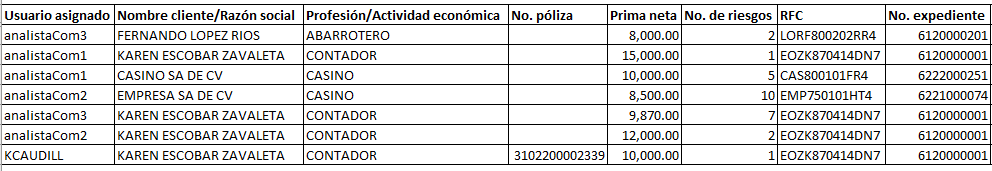 Usuario asignado Nombre cliente/Razón social Profesión/Actividad económica No. póliza Prima neta No. de riesgos RFC No. expediente
analistaCom3 FERNANDO LOPEZ RIOS ABARROTERO 8,000.00 2 LORF800202RR4 6120000201
analistaCom1 KAREN ESCOBAR ZAVALETA CONTADOR 15,000.00 1 EOZK870414DN7 6120000001
analistaCom1 CASINO SA DE CV CASINO 10,000.00 5 CAS800101FR4 6222000251
analistaCom2 EMPRESA SA DE CV CASINO 8,500.00 10 EMP750101HT4 6221000074
analistaCom3 KAREN ESCOBAR ZAVALETA CONTADOR 9,870.00 7 EOZK870414DN7 6120000001
analistaCom2 KAREN ESCOBAR ZAVALETA CONTADOR 12,000.00 2 EOZK870414DN7 6120000001
KCAUDILL KAREN ESCOBAR ZAVALETA CONTADOR 3102200002339 10,000.00 1 EOZK870414DN7 6120000001